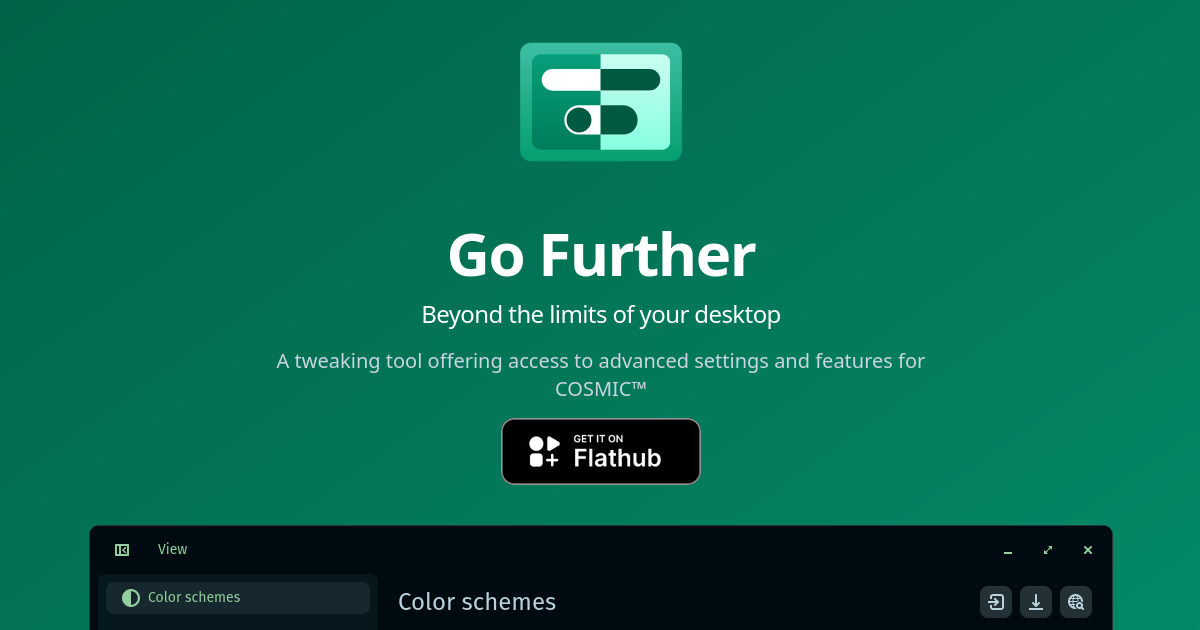 Go Further
Beyond the limits of your desktop
A tweaking tool offering access to advanced settings and features for
COSMIC™
GET IT ON
Flathub
View
Color schemes
Color schemes